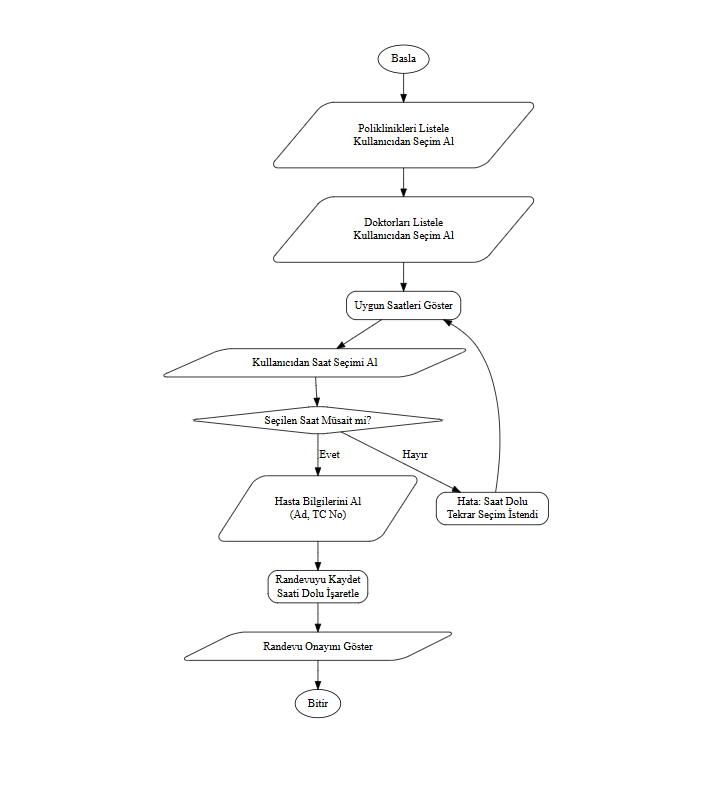 Basla
Poliklinikleri Listele
Kullanıcıdan Seçim Al
Doktorları Listele
Kullanıcıdan Seçim Al
Uygun Saatleri Göster
Kullanıcıdan Saat Seçimi Al
Seçilen Saat Müsait mi?
Evet
Hayır
Hasta Bilgilerini Al
(Ad, TC No)
Hata: Saat Dolu
Tekrar Seçim İstendi
Randevuyu Kaydet
Saati Dolu İşaretle
Randevu Onayını Göster
Bitir